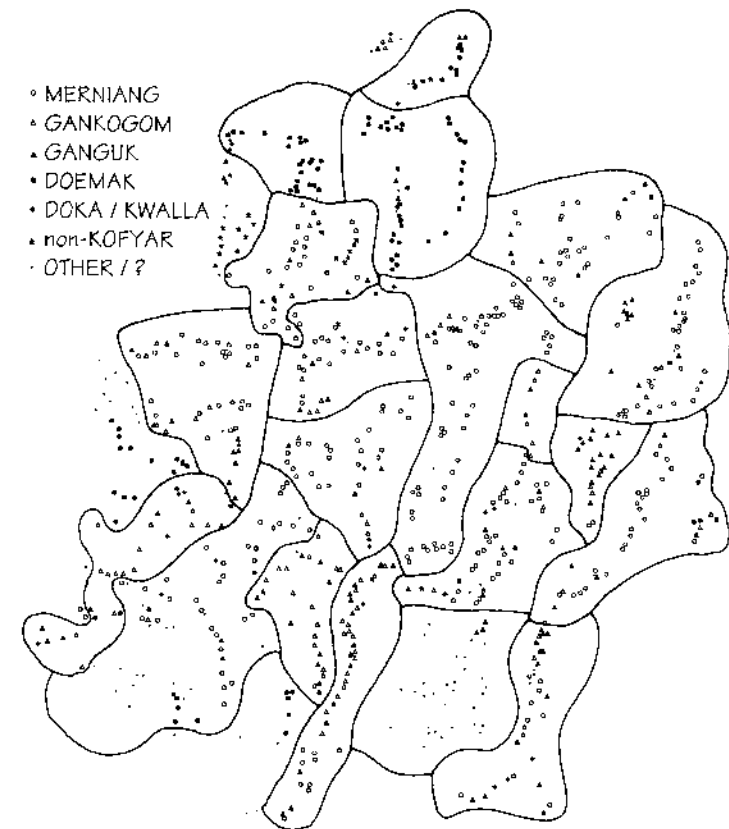 MERNIANG
GANKOGOM
GANGUK
DOEMAK
DOKA / KWALLA
non-KOFYAR
OTHER / ?